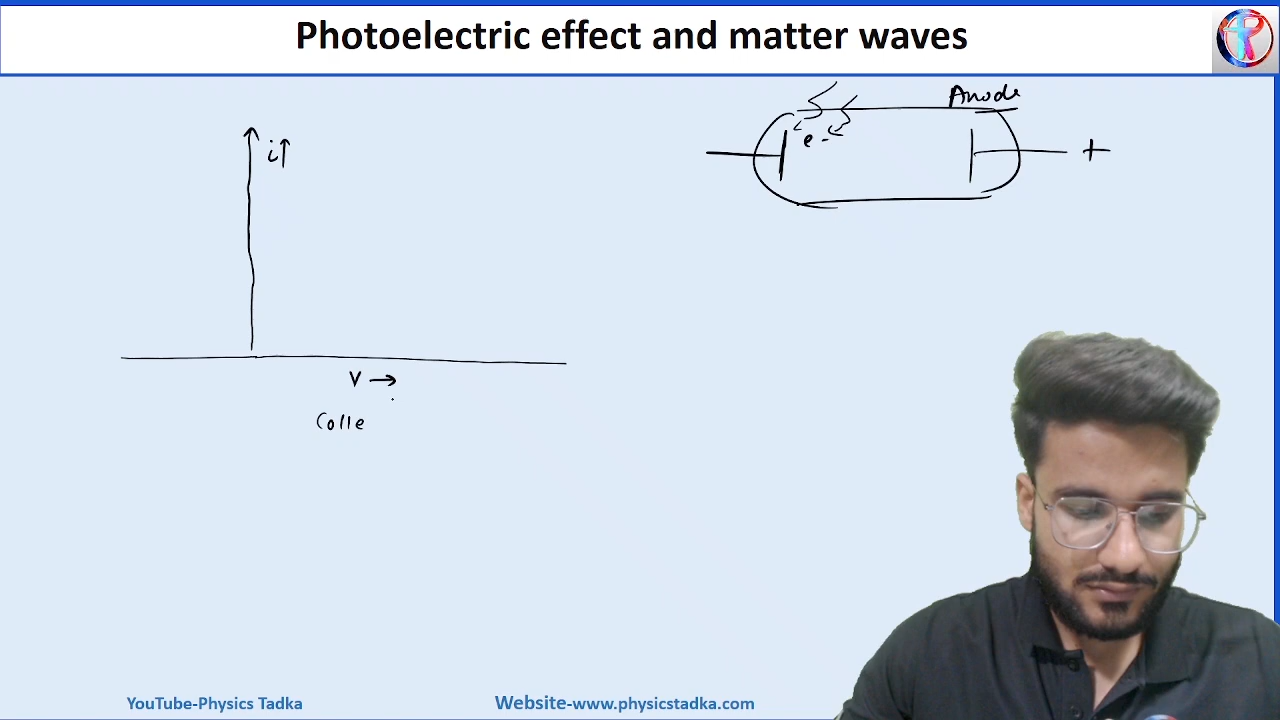 Photoelectric effect and matter waves
Anode
i↑
e-
+
V →
Colle
YouTube-Physics Tadka
Website-www.physicstadka.com